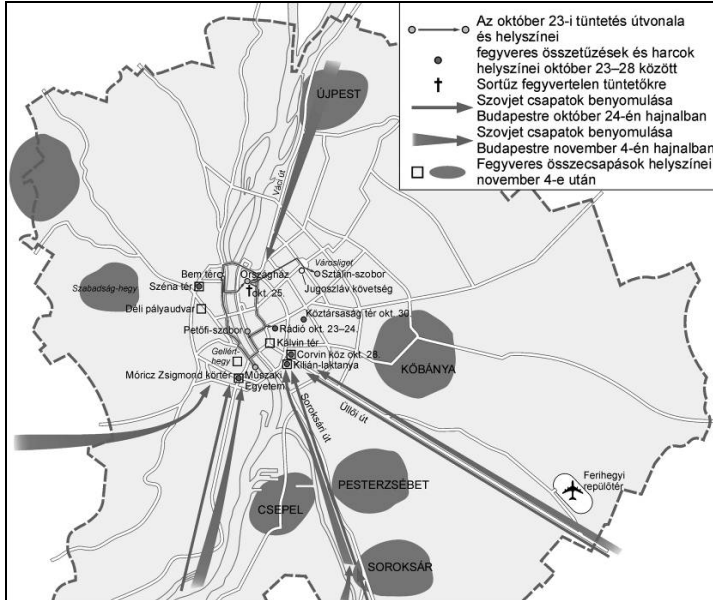 Az október 23-i tüntetés útvonala
és helyszínei
fegyveres összetűzések és harcok
helyszínei október 23–28 között
Sortűz fegyvertelen tüntetőkre
Szovjet csapatok benyomulása
Budapestre október 24-én hajnalban
Szovjet csapatok benyomulása
Budapestre november 4-én hajnalban
Fegyveres összecsapások helyszínei
november 4-e után
ÚJPEST
Váci út
Városliget
Bem tér
Országház
Sztálin-szobor
Széna tér
okt. 25.
Jugoszláv követség
Szabadság-hegy
Déli pályaudvar
Köztársaság tér okt. 30.
Petőfi-szobor
Rádió okt. 23–24.
Kálvin tér
Gellért-
hegy
Corvin köz okt. 28.
Kilián-laktanya
KŐBÁNYA
Móricz Zsigmond körtér
Műszaki
Egyetem
Soroksári út
Üllői út
Ferihegyi
repülőtér
PESTERZSÉBET
CSEPEL
SOROKSÁR